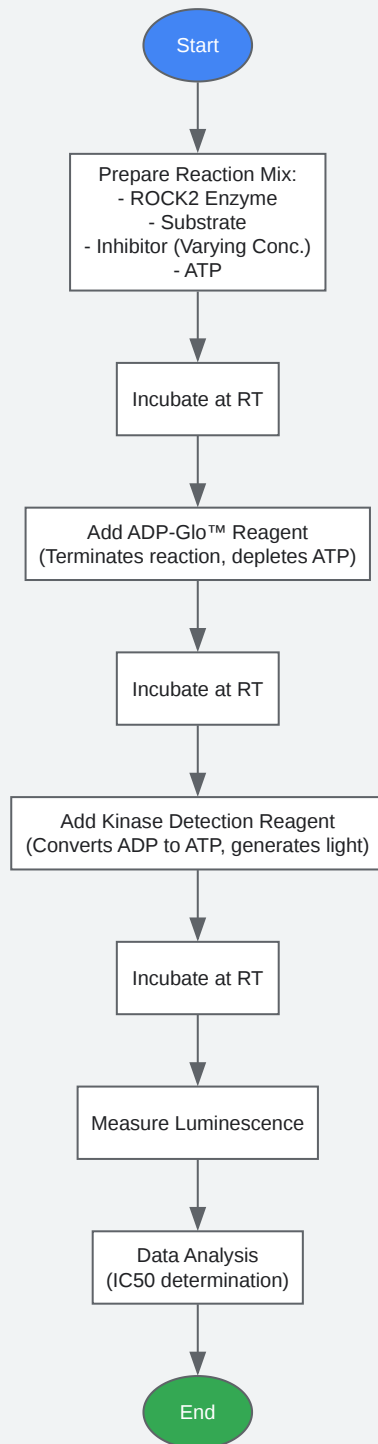 Start
Prepare Reaction Mix:
- ROCK2 Enzyme
- Substrate
- Inhibitor (Varying Conc.)
- ATP
Incubate at RT
Add ADP-Glo™ Reagent
(Terminates reaction, depletes ATP)
Incubate at RT
Add Kinase Detection Reagent
(Converts ADP to ATP, generates light)
Incubate at RT
Measure Luminescence
Data Analysis
(IC50 determination)
End